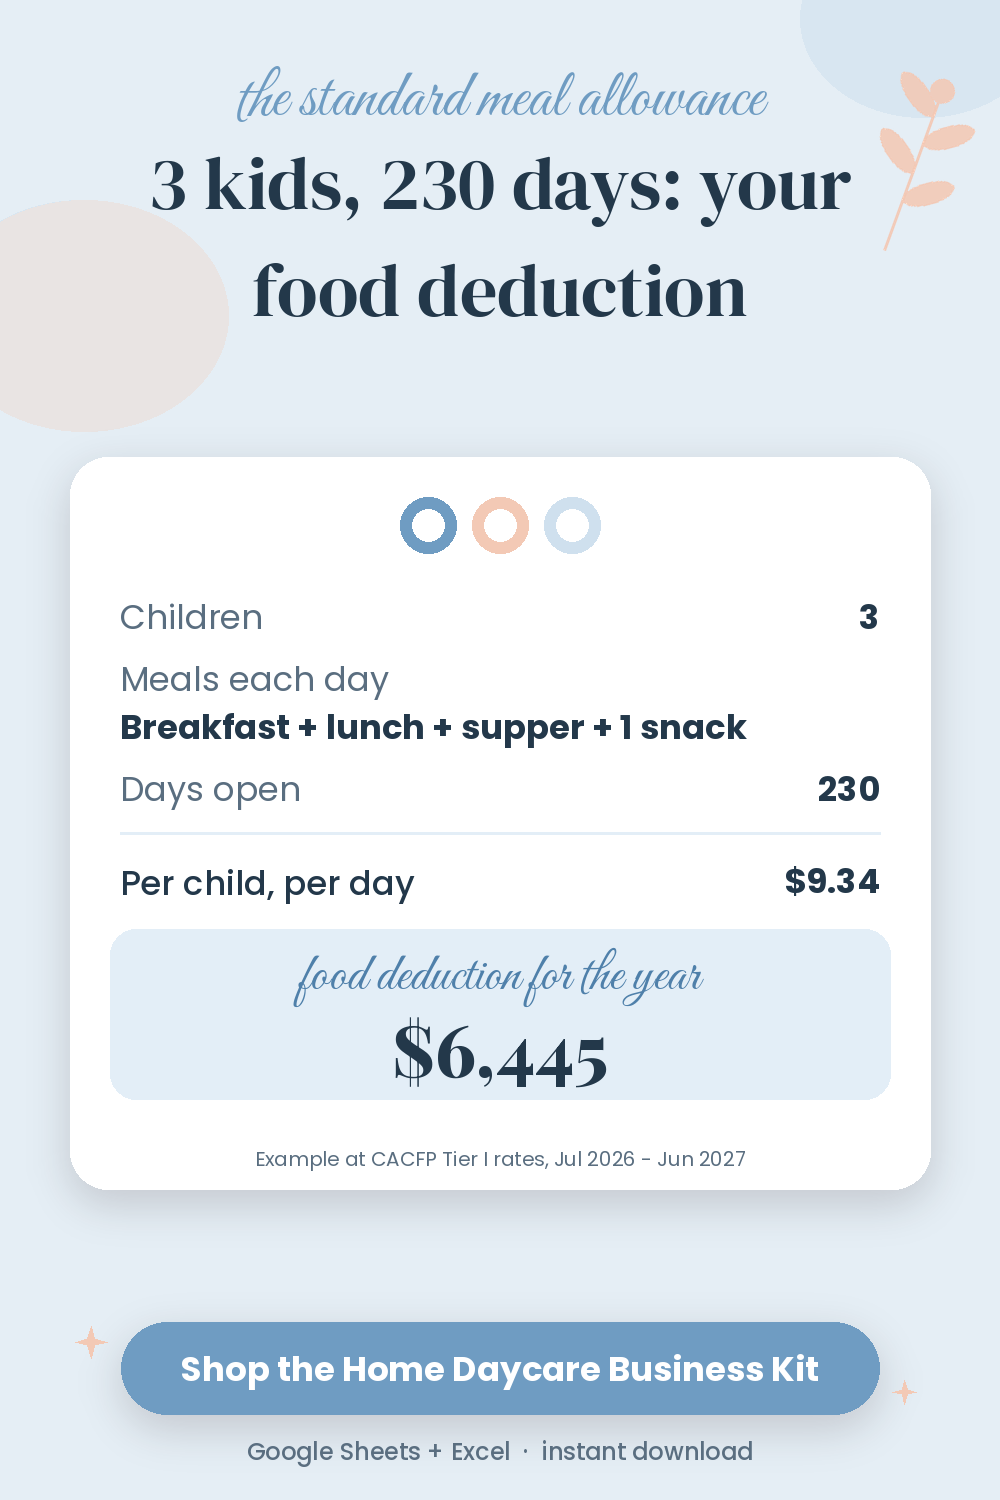 the standard meal allowance
3 kids, 230 days: your
food deduction
Children 3
Meals each day
Breakfast + lunch + supper + 1 snack
Days open 230
Per child, per day $9.34
food deduction for the year
$6,445
Example at CACFP Tier I rates, Jul 2026 - Jun 2027
Shop the Home Daycare Business Kit
Google Sheets + Excel · instant download